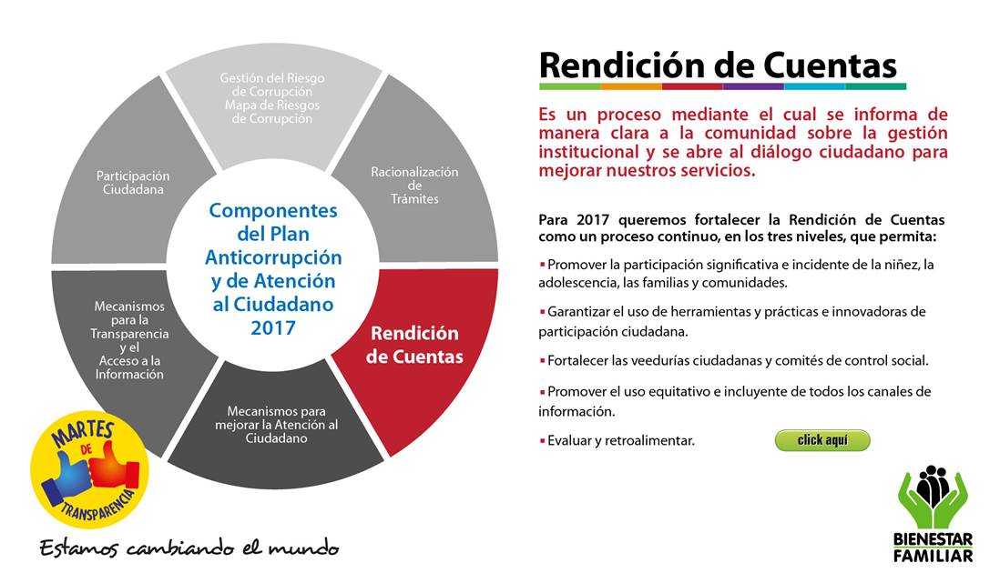 Gestión del Riesgo
de Corrupción
Mapa de Riesgos
de Corrupción
Participación
Ciudadana
Racionalización
de
Trámites
Componentes
del Plan
Anticorrupción
y de Atención
al Ciudadano
2017
Mecanismos
para la
Transparencia
y el
Acceso a la
Información
Rendición
de Cuentas
Mecanismos para
mejorar la Atención al
Ciudadano
MARTES
DE
TRANSPARENCIA
Estamos cambiando el mundo
Rendición de Cuentas
Es un proceso mediante el cual se informa de
manera clara a la comunidad sobre la gestión
institucional y se abre al diálogo ciudadano para
mejorar nuestros servicios.
Para 2017 queremos fortalecer la Rendición de Cuentas
como un proceso continuo, en los tres niveles, que permita:
▪ Promover la participación significativa e incidente de la niñez, la
adolescencia, las familias y comunidades.
▪ Garantizar el uso de herramientas y prácticas e innovadoras de
participación ciudadana.
▪ Fortalecer las veedurías ciudadanas y comités de control social.
▪ Promover el uso equitativo e incluyente de todos los canales de
información.
▪ Evaluar y retroalimentar.
click aquí
BIENESTAR
FAMILIAR